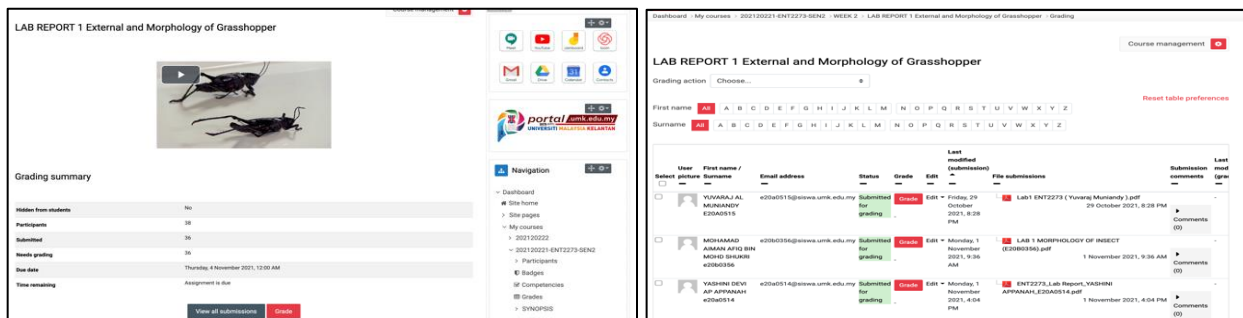 Course management
LAB REPORT 1 External and Morphology of Grasshopper
Grading summary
Hidden from students No
Participants 38
Submitted 36
Needs grading 36
Due date Thursday, 4 November 2021, 12:00 AM
Time remaining Assignment is due
View all submissions Grade
Meet YouTube Jamboard
Gmail Drive Calendar Contacts
portal.umk.edu.my
UNIVERSITI MALAYSIA KELANTAN
Navigation
Dashboard
Site home
Site pages
My courses
202120222
202120221-ENT2273-SEN2
Participants
Badges
Competencies
Grades
SYNOPSIS
Dashboard My courses 202120221-ENT2273-SEN2 WEEK 2 LAB REPORT 1 External and Morphology of Grasshopper Grading
Course management
LAB REPORT 1 External and Morphology of Grasshopper
Grading action Choose...
Reset table preferences
First name All A B C D E F G H I J K L M N O P Q R S T U V W X Y Z
Surname All A B C D E F G H I J K L M N O P Q R S T U V W X Y Z
Select
User picture
First name / Surname
Email address
Status
Grade
Edit
Last modified (submission)
File submissions
Submission comments
Last
YUVARAJ AL MUNIANDY E20A0515
e20a0515@siswa.umk.edu.my
Submitted for grading
Grade
Edit
Friday, 29 October 2021, 8:28 PM
Lab1 ENT2273 ( Yuvaraj Muniandy ).pdf
29 October 2021, 8:28 PM
Comments (0)
MOHAMAD AIMAN AFIQ BIN MOHD SHUKRI e20b0356
e20b0356@siswa.umk.edu.my
Submitted for grading
Grade
Edit
Monday, 1 November 2021, 9:36 AM
LAB 1 MORPHOLOGY OF INSECT (E20B0356).pdf
1 November 2021, 9:36 AM
Comments (0)
YASHINI DEVI AP APPANAH e20a0514
e20a0514@siswa.umk.edu.my
Submitted for grading
Grade
Edit
Monday, 1 November 2021, 4:04 PM
ENT2273_Lab Report_YASHINI APPANAH_E20A0514.pdf
1 November 2021, 4:04 PM
Comments (0)